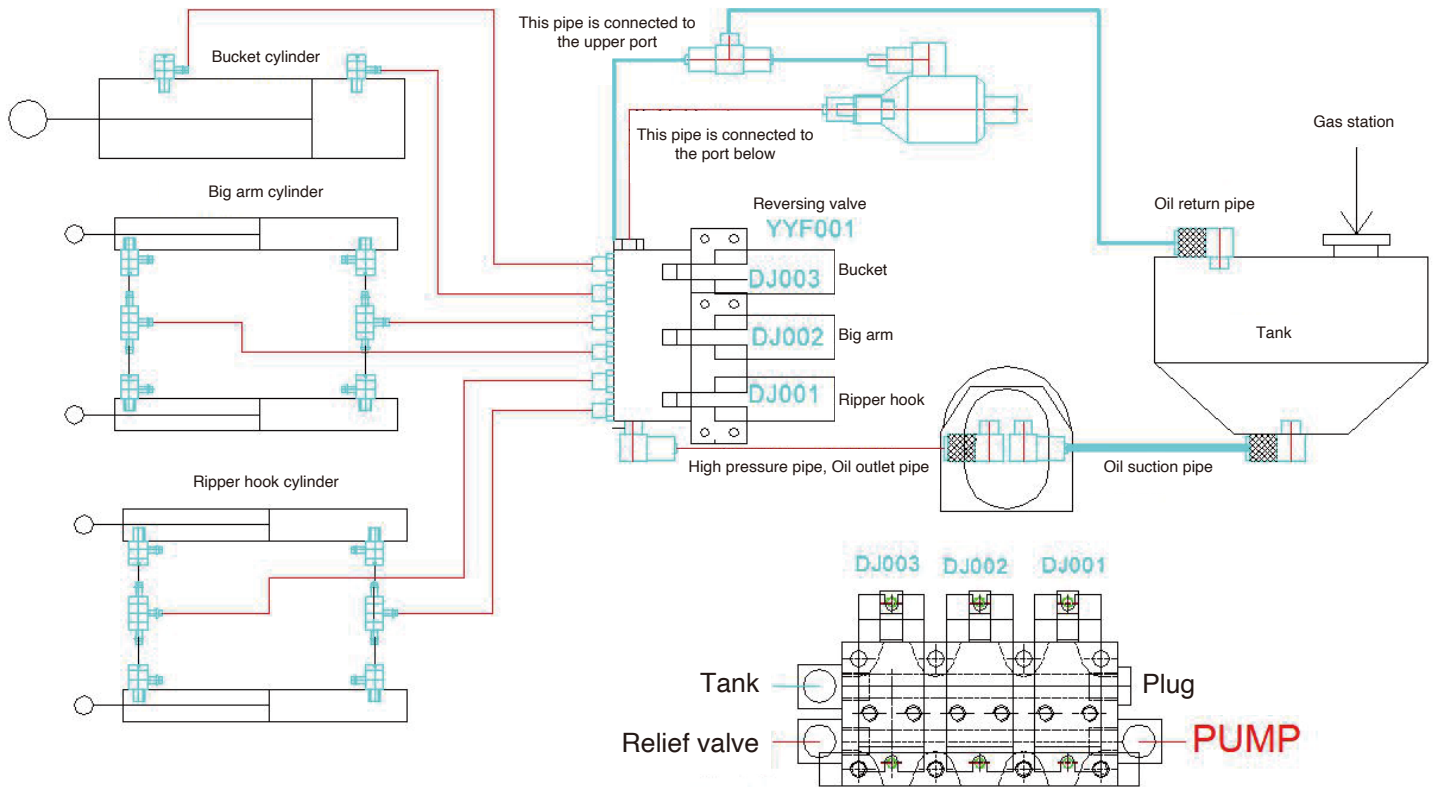 This pipe is connected to
the upper port
Bucket cylinder
Gas station
This pipe is connected to
the port below
Big arm cylinder
Reversing valve
YYF001
Oil return pipe
DJ003
Bucket
DJ002
Big arm
Tank
DJ001
Ripper hook
High pressure pipe, Oil outlet pipe
Oil suction pipe
Ripper hook cylinder
DJ003 DJ002 DJ001
Tank
Plug
Relief valve
PUMP